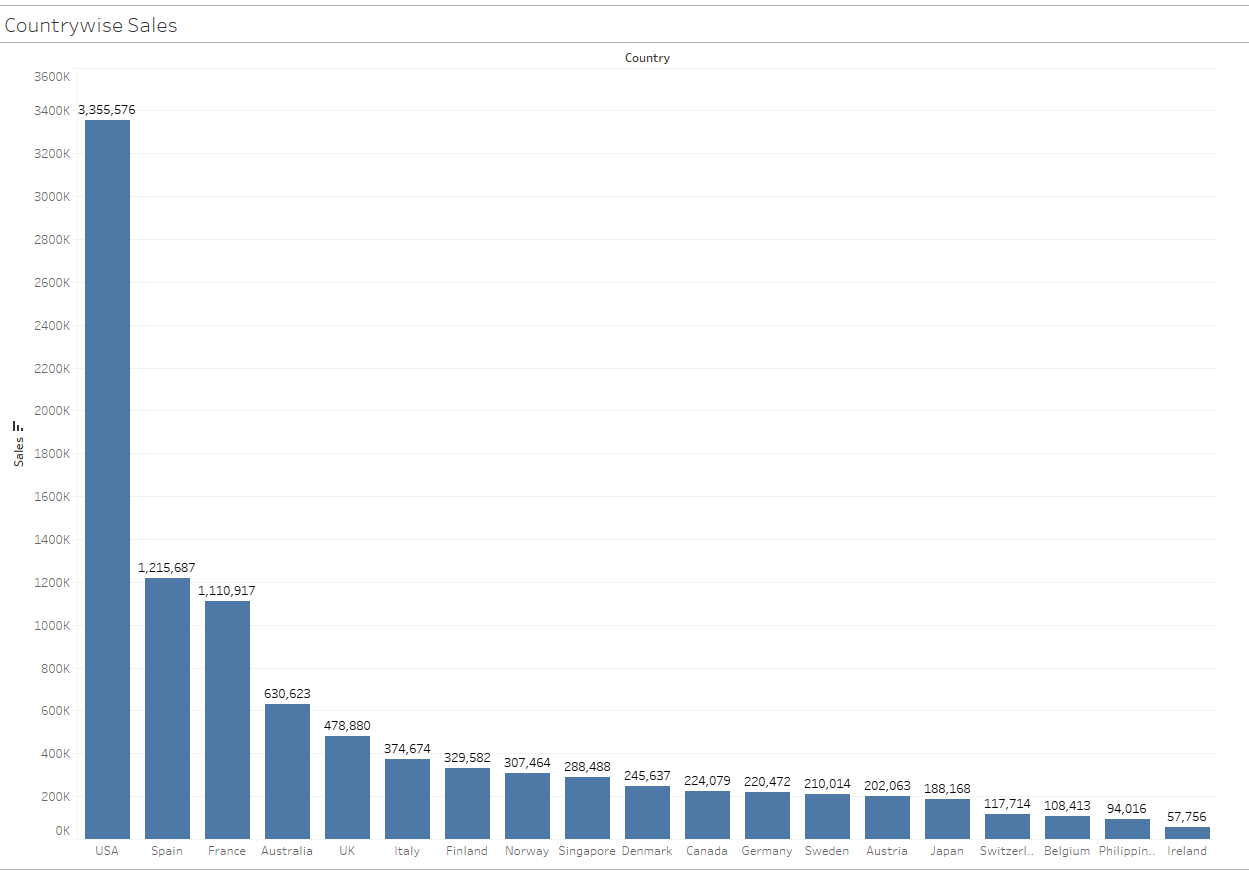 Countrywise Sales
Country
3600K
3400K
3200K
3000K
2800K
2600K
2400K
2200K
2000K
1800K
1600K
1400K
1200K
1000K
800K
600K
400K
200K
0K
Sales
3,355,576
1,215,687
1,110,917
630,623
478,880
374,674
329,582
307,464
288,488
245,637
224,079
220,472
210,014
202,063
188,168
117,714
108,413
94,016
57,756
USA Spain France Australia UK Italy Finland Norway Singapore Denmark Canada Germany Sweden Austria Japan Switzerl.. Belgium Philippin.. Ireland